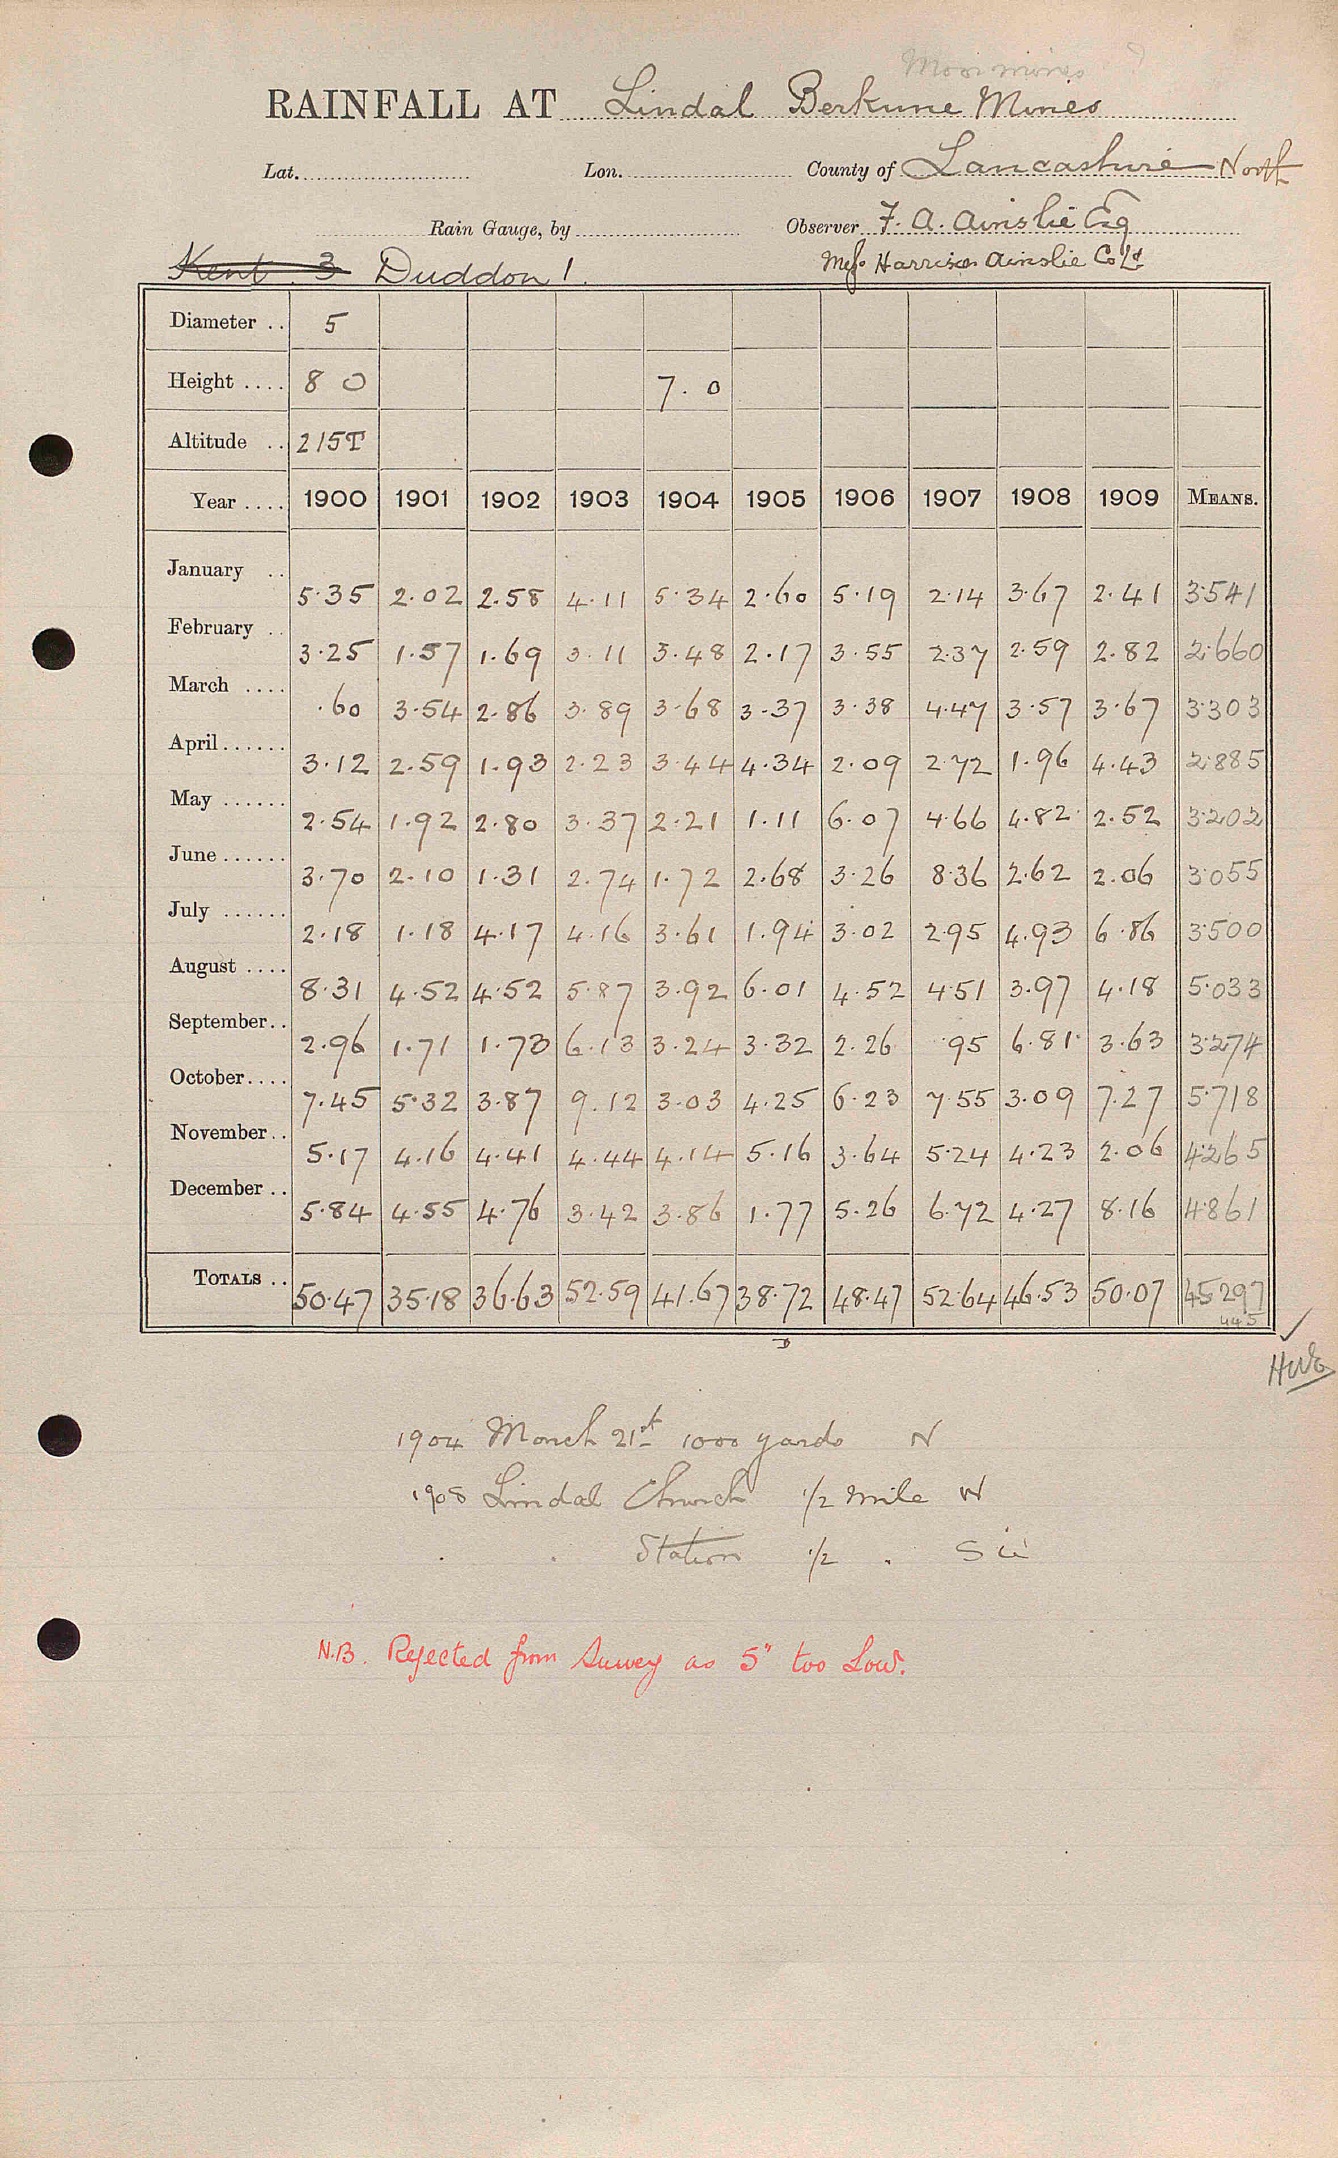 Moor mines
RAINFALL AT Lindal Berkune Mines
Lat. Lon. County of Lancashire North
Rain Gauge, by Observer F. A. Ainslie Esq
Kent 3 Duddon 1. Messrs Harrison Ainslie Co Ld
Diameter .. 5
Height .... 8 0 7. 0
Altitude .. 215T
Year .... 1900 1901 1902 1903 1904 1905 1906 1907 1908 1909 MEANS.
January .. 5.35 2.02 2.58 4.11 5.34 2.60 5.19 2.14 3.67 2.41 3.541
February .. 3.25 1.57 1.69 3.11 3.48 2.17 3.55 2.37 2.59 2.82 2.660
March .... .60 3.54 2.86 3.89 3.68 3.37 3.38 4.47 3.57 3.67 3303
April ...... 3.12 2.59 1.93 2.23 3.44 4.34 2.09 2.72 1.96 4.43 2.885
May ...... 2.54 1.92 2.80 3.37 2.21 1.11 6.07 4.66 4.82 2.52 3.202
June ...... 3.70 2.10 1.31 2.74 1.72 2.68 3.26 8.36 2.62 2.06 3.055
July ...... 2.18 1.18 4.17 4.16 3.61 1.94 3.02 2.95 4.93 6.86 3.500
August .... 8.31 4.52 4.52 5.87 3.92 6.01 4.52 4.51 3.97 4.18 5.033
September .. 2.96 1.71 1.73 6.13 3.24 3.32 2.26 .95 6.81 3.63 3.274
October .... 7.45 5.32 3.87 9.12 3.03 4.25 6.23 7.55 3.09 7.27 5.718
November .. 5.17 4.16 4.41 4.44 4.14 5.16 3.64 5.24 4.23 2.06 4.265
December .. 5.84 4.55 4.76 3.42 3.86 1.77 5.26 6.72 4.27 8.16 4.861
TOTALS .. 50.47 35.18 36.63 52.59 41.67 38.72 48.47 52.64 46.53 50.07 45297
445
1904 March 21st 1000 yards N
1908 Lindal Church 1/2 mile W
. . Station 1/2 .
N.B. Rejected from Survey as 5" too Low.